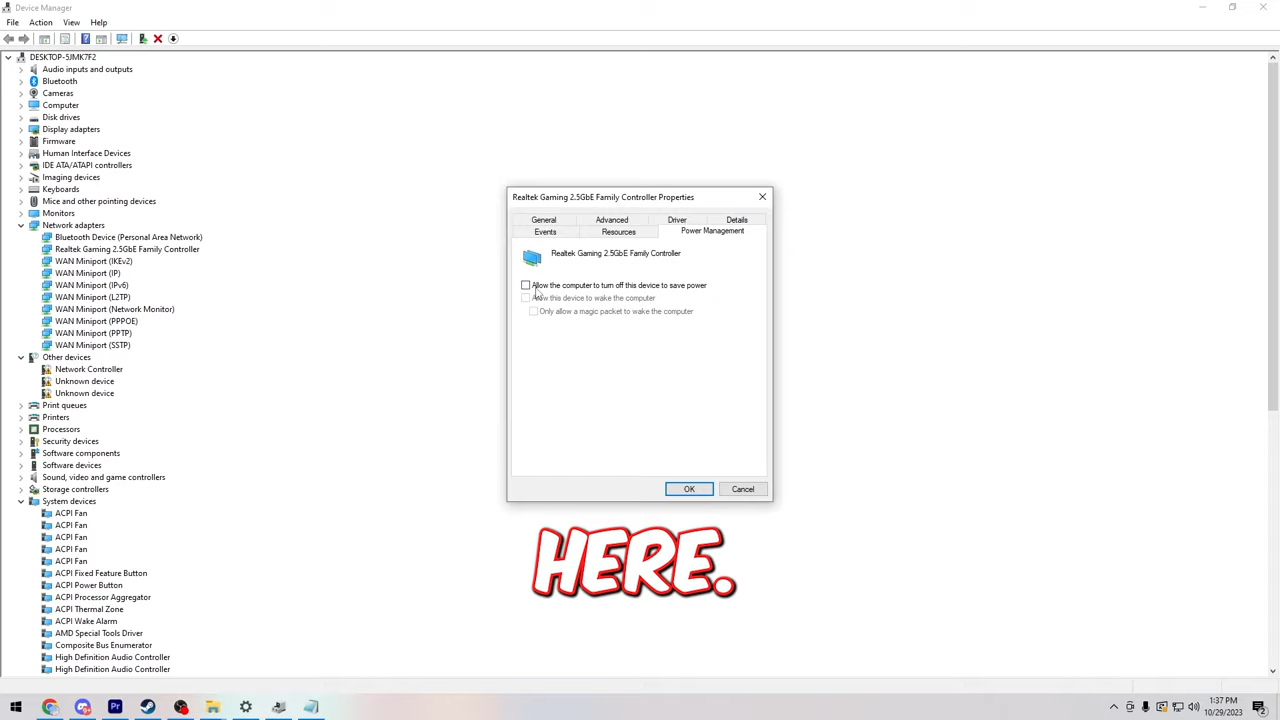 Device Manager
File Action View Help
DESKTOP-5JMK7F2
Audio inputs and outputs
Bluetooth
Cameras
Computer
Disk drives
Display adapters
Firmware
Human Interface Devices
IDE ATA/ATAPI controllers
Imaging devices
Keyboards
Mice and other pointing devices
Monitors
Network adapters
Bluetooth Device (Personal Area Network)
Realtek Gaming 2.5GbE Family Controller
WAN Miniport (IKEv2)
WAN Miniport (IP)
WAN Miniport (IPv6)
WAN Miniport (L2TP)
WAN Miniport (Network Monitor)
WAN Miniport (PPPOE)
WAN Miniport (PPTP)
WAN Miniport (SSTP)
Other devices
Network Controller
Unknown device
Unknown device
Print queues
Printers
Processors
Security devices
Software components
Software devices
Sound, video and game controllers
Storage controllers
System devices
ACPI Fan
ACPI Fan
ACPI Fan
ACPI Fan
ACPI Fan
ACPI Fixed Feature Button
ACPI Power Button
ACPI Processor Aggregator
ACPI Thermal Zone
ACPI Wake Alarm
AMD Special Tools Driver
Composite Bus Enumerator
High Definition Audio Controller
High Definition Audio Controller
Realtek Gaming 2.5GbE Family Controller Properties
General Advanced Driver Details
Events Resources Power Management
Realtek Gaming 2.5GbE Family Controller
Allow the computer to turn off this device to save power
Allow this device to wake the computer
Only allow a magic packet to wake the computer
OK Cancel
HERE.
1:37 PM
10/29/2023
2